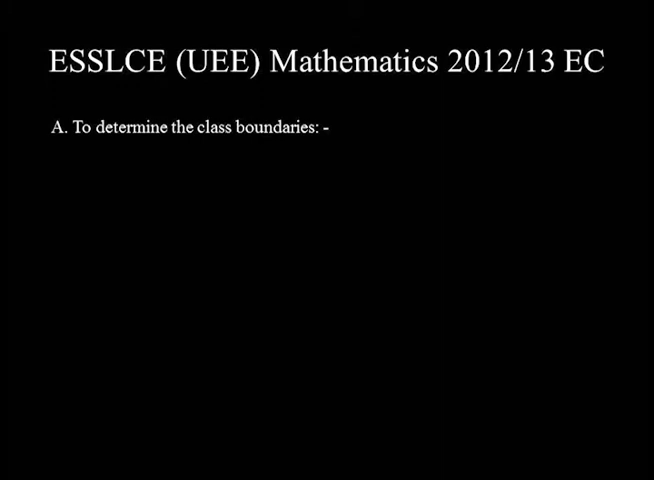 ESSLCE (UEE) Mathematics 2012/13 EC
A. To determine the class boundaries: -